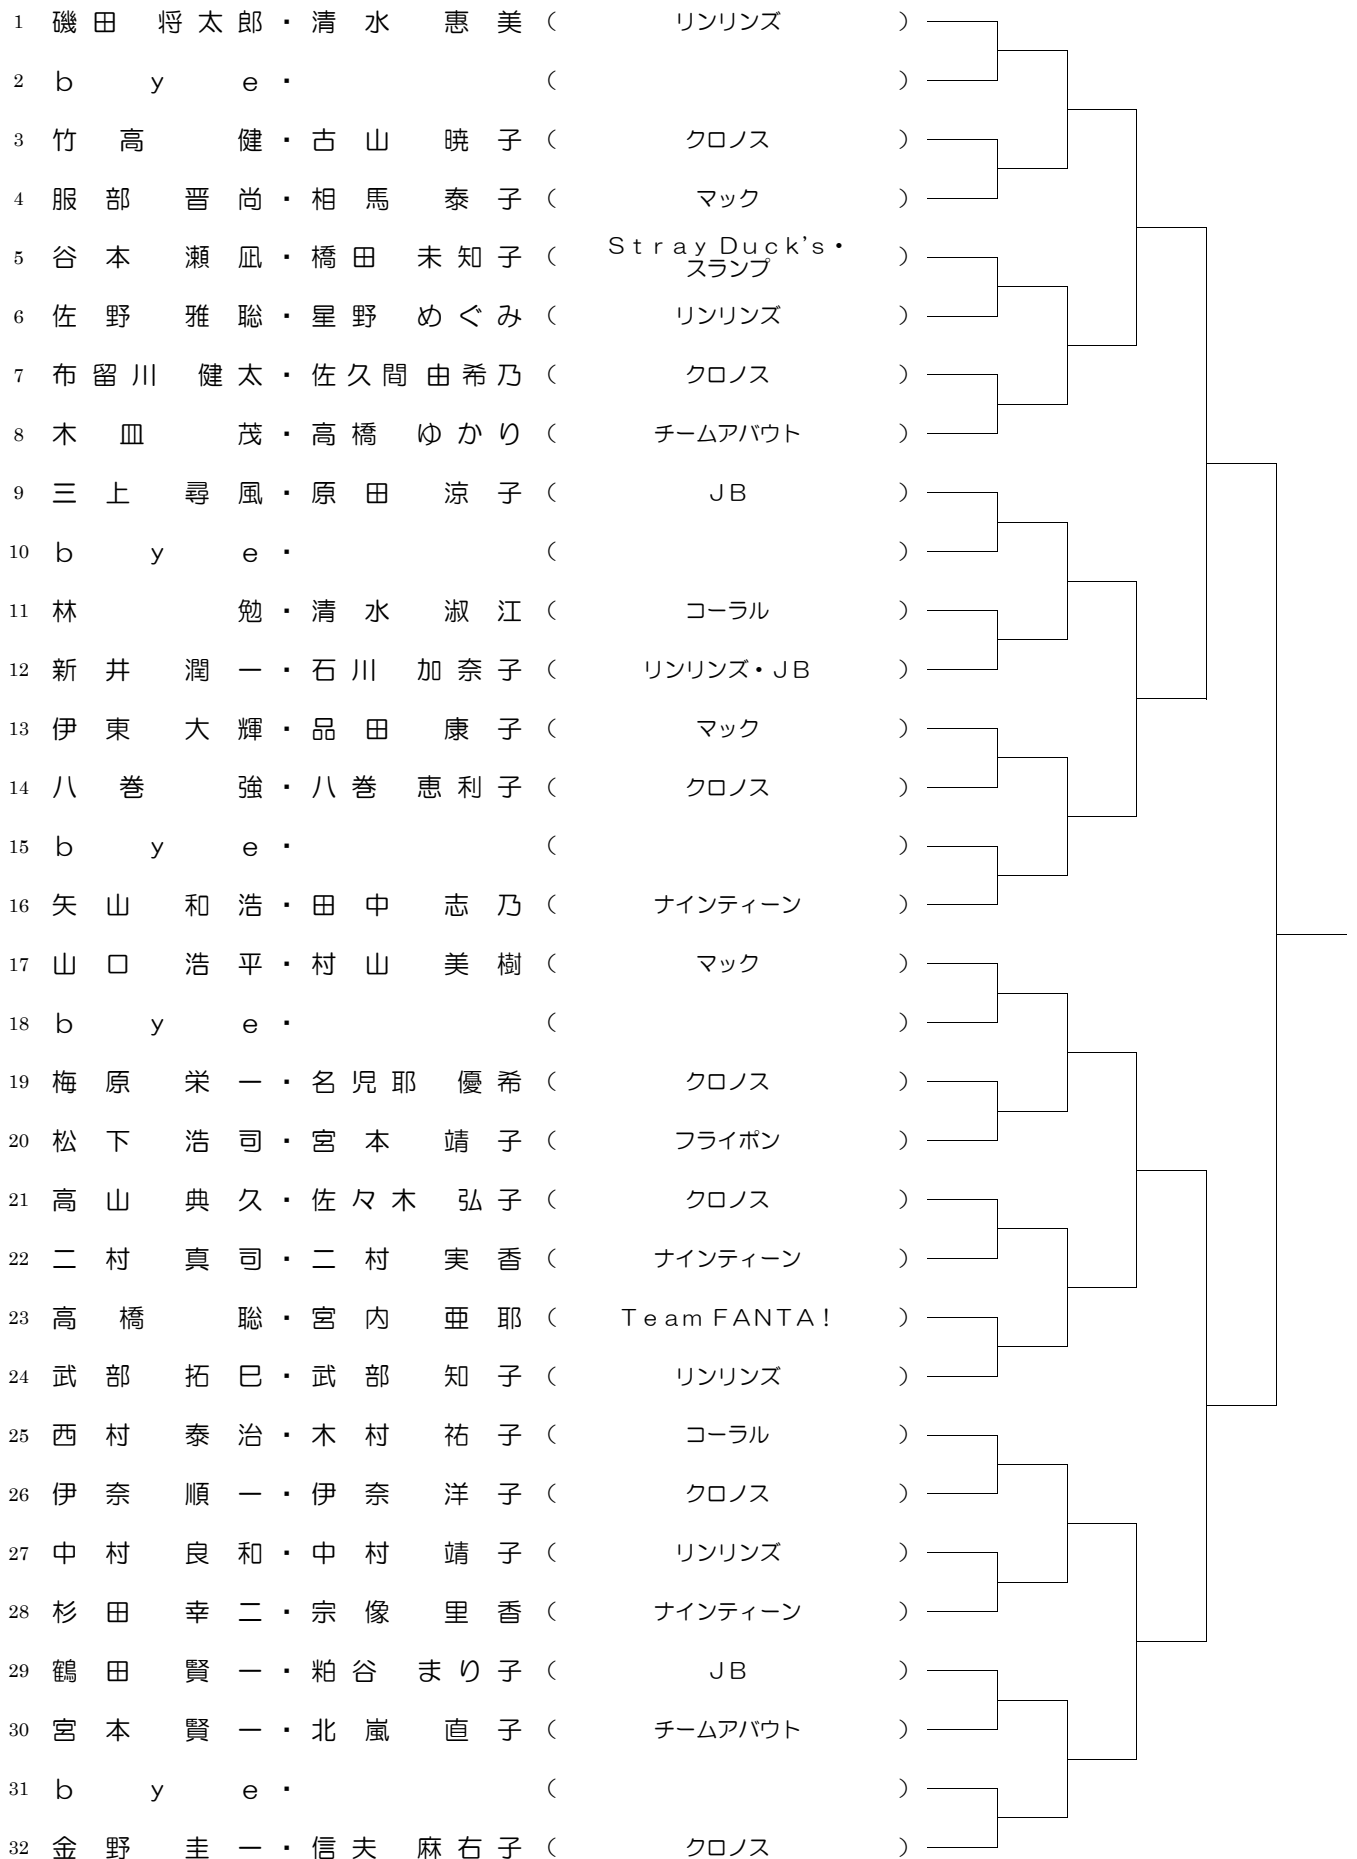 1 磯田 将太郎・清水 惠美（ リンリンズ ）
2 ｂｙｅ・ （ ）
3 竹高 健・古山 暁子（ クロノス ）
4 服部 晋尚・相馬 泰子（ マック ）
5 谷本 瀬凪・橋田 未知子（ Ｓｔｒａｙ Ｄｕｃｋ’ｓ・
スランプ ）
6 佐野 雅聡・星野 めぐみ（ リンリンズ ）
7 布留川 健太・佐久間 由希乃（ クロノス ）
8 木皿 茂・高橋 ゆかり（ チームアバウト ）
9 三上 尋風・原田 涼子（ ＪＢ ）
10 ｂｙｅ・ （ ）
11 林 勉・清水 淑江（ コーラル ）
12 新井 潤一・石川 加奈子（ リンリンズ・ＪＢ ）
13 伊東 大輝・品田 康子（ マック ）
14 八巻 強・八巻 恵利子（ クロノス ）
15 ｂｙｅ・ （ ）
16 矢山 和浩・田中 志乃（ ナインティーン ）
17 山口 浩平・村山 美樹（ マック ）
18 ｂｙｅ・ （ ）
19 梅原 栄一・名児耶 優希（ クロノス ）
20 松下 浩司・宮本 靖子（ フライポン ）
21 高山 典久・佐々木 弘子（ クロノス ）
22 二村 真司・二村 実香（ ナインティーン ）
23 高橋 聡・宮内 亜耶（ Ｔｅａｍ ＦＡＮＴＡ！ ）
24 武部 拓巳・武部 知子（ リンリンズ ）
25 西村 泰治・木村 祐子（ コーラル ）
26 伊奈 順一・伊奈 洋子（ クロノス ）
27 中村 良和・中村 靖子（ リンリンズ ）
28 杉田 幸二・宗像 里香（ ナインティーン ）
29 鶴田 賢一・粕谷 まり子（ ＪＢ ）
30 宮本 賢一・北嵐 直子（ チームアバウト ）
31 ｂｙｅ・ （ ）
32 金野 圭一・信夫 麻右子（ クロノス ）